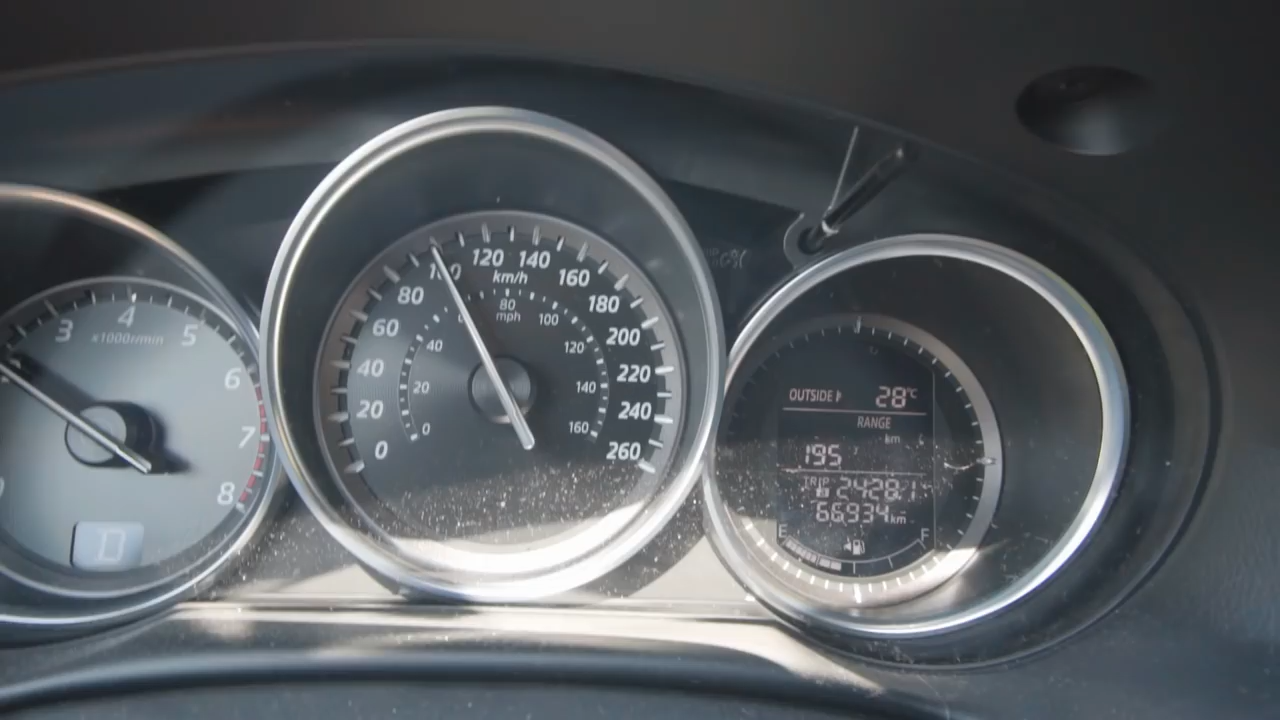 3 4 5 6 7 8
x1000r/min
D
0 20 40 60 80 100 120 140 160 180 200 220 240 260
km/h
0 20 40 80 100 120 140 160
mph
OUTSIDE 28°C
RANGE
km
195
TRIP
B 2428.1
66934 km
E F